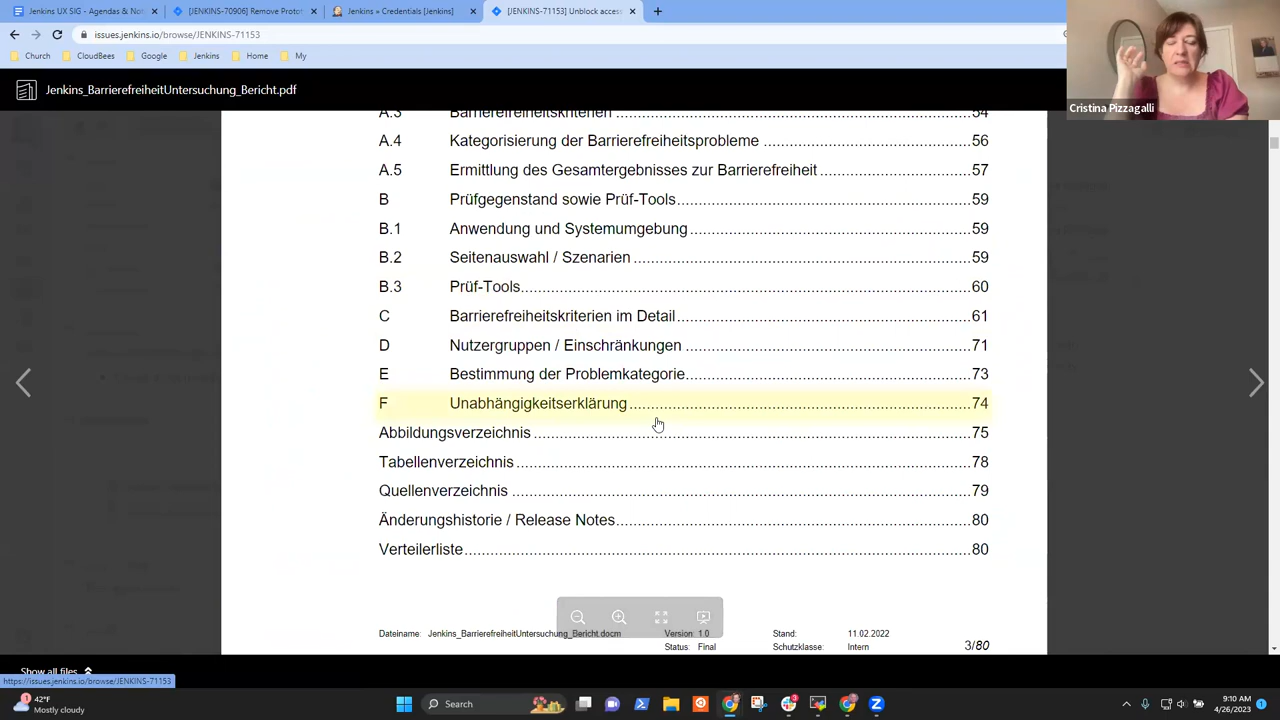 Jenkins UX SIG - Agendas & Not
[JENKINS-70906] Remove Protot
Jenkins » Credentials [Jenkins]
[JENKINS-71153] Unblock access
issues.jenkins.io/browse/JENKINS-71153
Church
CloudBees
Google
Jenkins
Home
My
Cristina Pizzagalli
Jenkins_BarrierefreiheitUntersuchung_Bericht.pdf
A.3 Barrierefreiheitskriterien 54
A.4 Kategorisierung der Barrierefreiheitsprobleme 56
A.5 Ermittlung des Gesamtergebnisses zur Barrierefreiheit 57
B Prüfgegenstand sowie Prüf-Tools 59
B.1 Anwendung und Systemumgebung 59
B.2 Seitenauswahl / Szenarien 59
B.3 Prüf-Tools 60
C Barrierefreiheitskriterien im Detail 61
D Nutzergruppen / Einschränkungen 71
E Bestimmung der Problemkategorie 73
F Unabhängigkeitserklärung 74
Abbildungsverzeichnis 75
Tabellenverzeichnis 78
Quellenverzeichnis 79
Änderungshistorie / Release Notes 80
Verteilerliste 80
Dateiname: Jenkins_BarrierefreiheitUntersuchung_Bericht.docm Version: 1.0 Stand: 11.02.2022
Status: Final Schutzklasse: Intern 3/80
Show all files
https://issues.jenkins.io/browse/JENKINS-71153
42°F
Mostly cloudy
Search
9:10 AM
4/26/2023